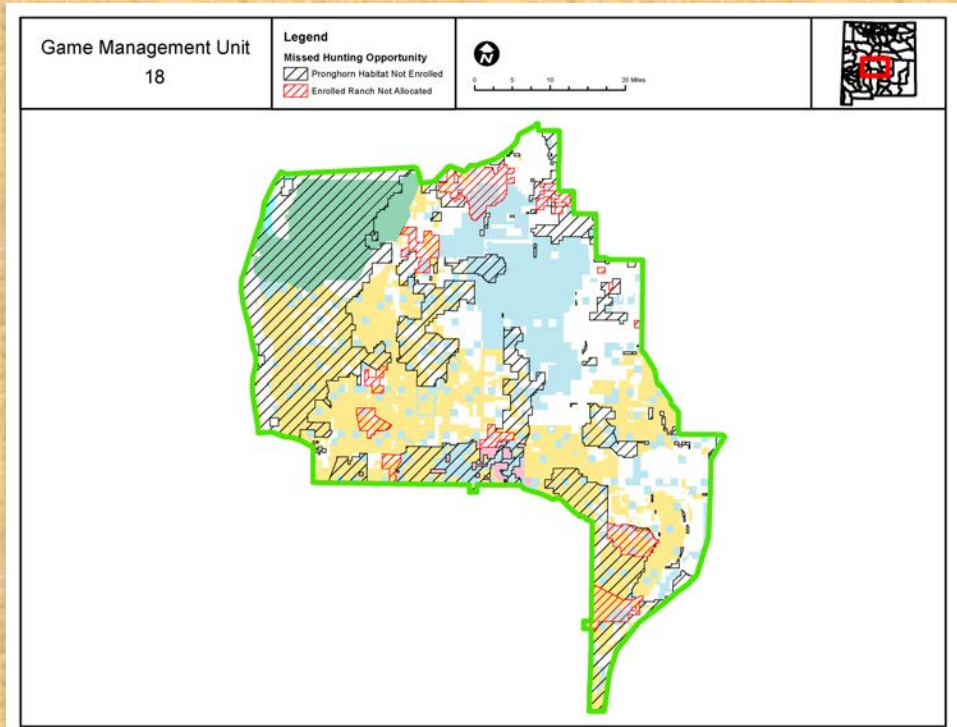 Game Management Unit
18
Legend
Missed Hunting Opportunity
Pronghorn Habitat Not Enrolled
Enrolled Ranch Not Allocated
N
0 5 10 20 Miles